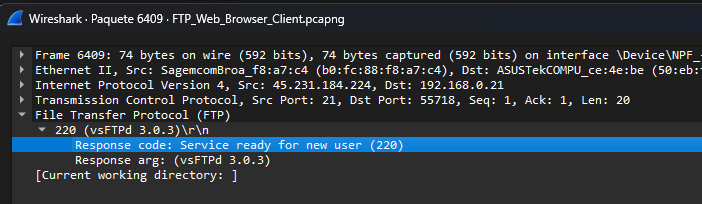 Wireshark · Paquete 6409 · FTP_Web_Browser_Client.pcapng
Frame 6409: 74 bytes on wire (592 bits), 74 bytes captured (592 bits) on interface \Device\NPF_
Ethernet II, Src: SagemcomBroa_f8:a7:c4 (b0:fc:88:f8:a7:c4), Dst: ASUSTekCOMPU_ce:4e:be (50:eb:
Internet Protocol Version 4, Src: 45.231.184.224, Dst: 192.168.0.21
Transmission Control Protocol, Src Port: 21, Dst Port: 55718, Seq: 1, Ack: 1, Len: 20
File Transfer Protocol (FTP)
220 (vsFTPd 3.0.3)\r\n
Response code: Service ready for new user (220)
Response arg: (vsFTPd 3.0.3)
[Current working directory: ]